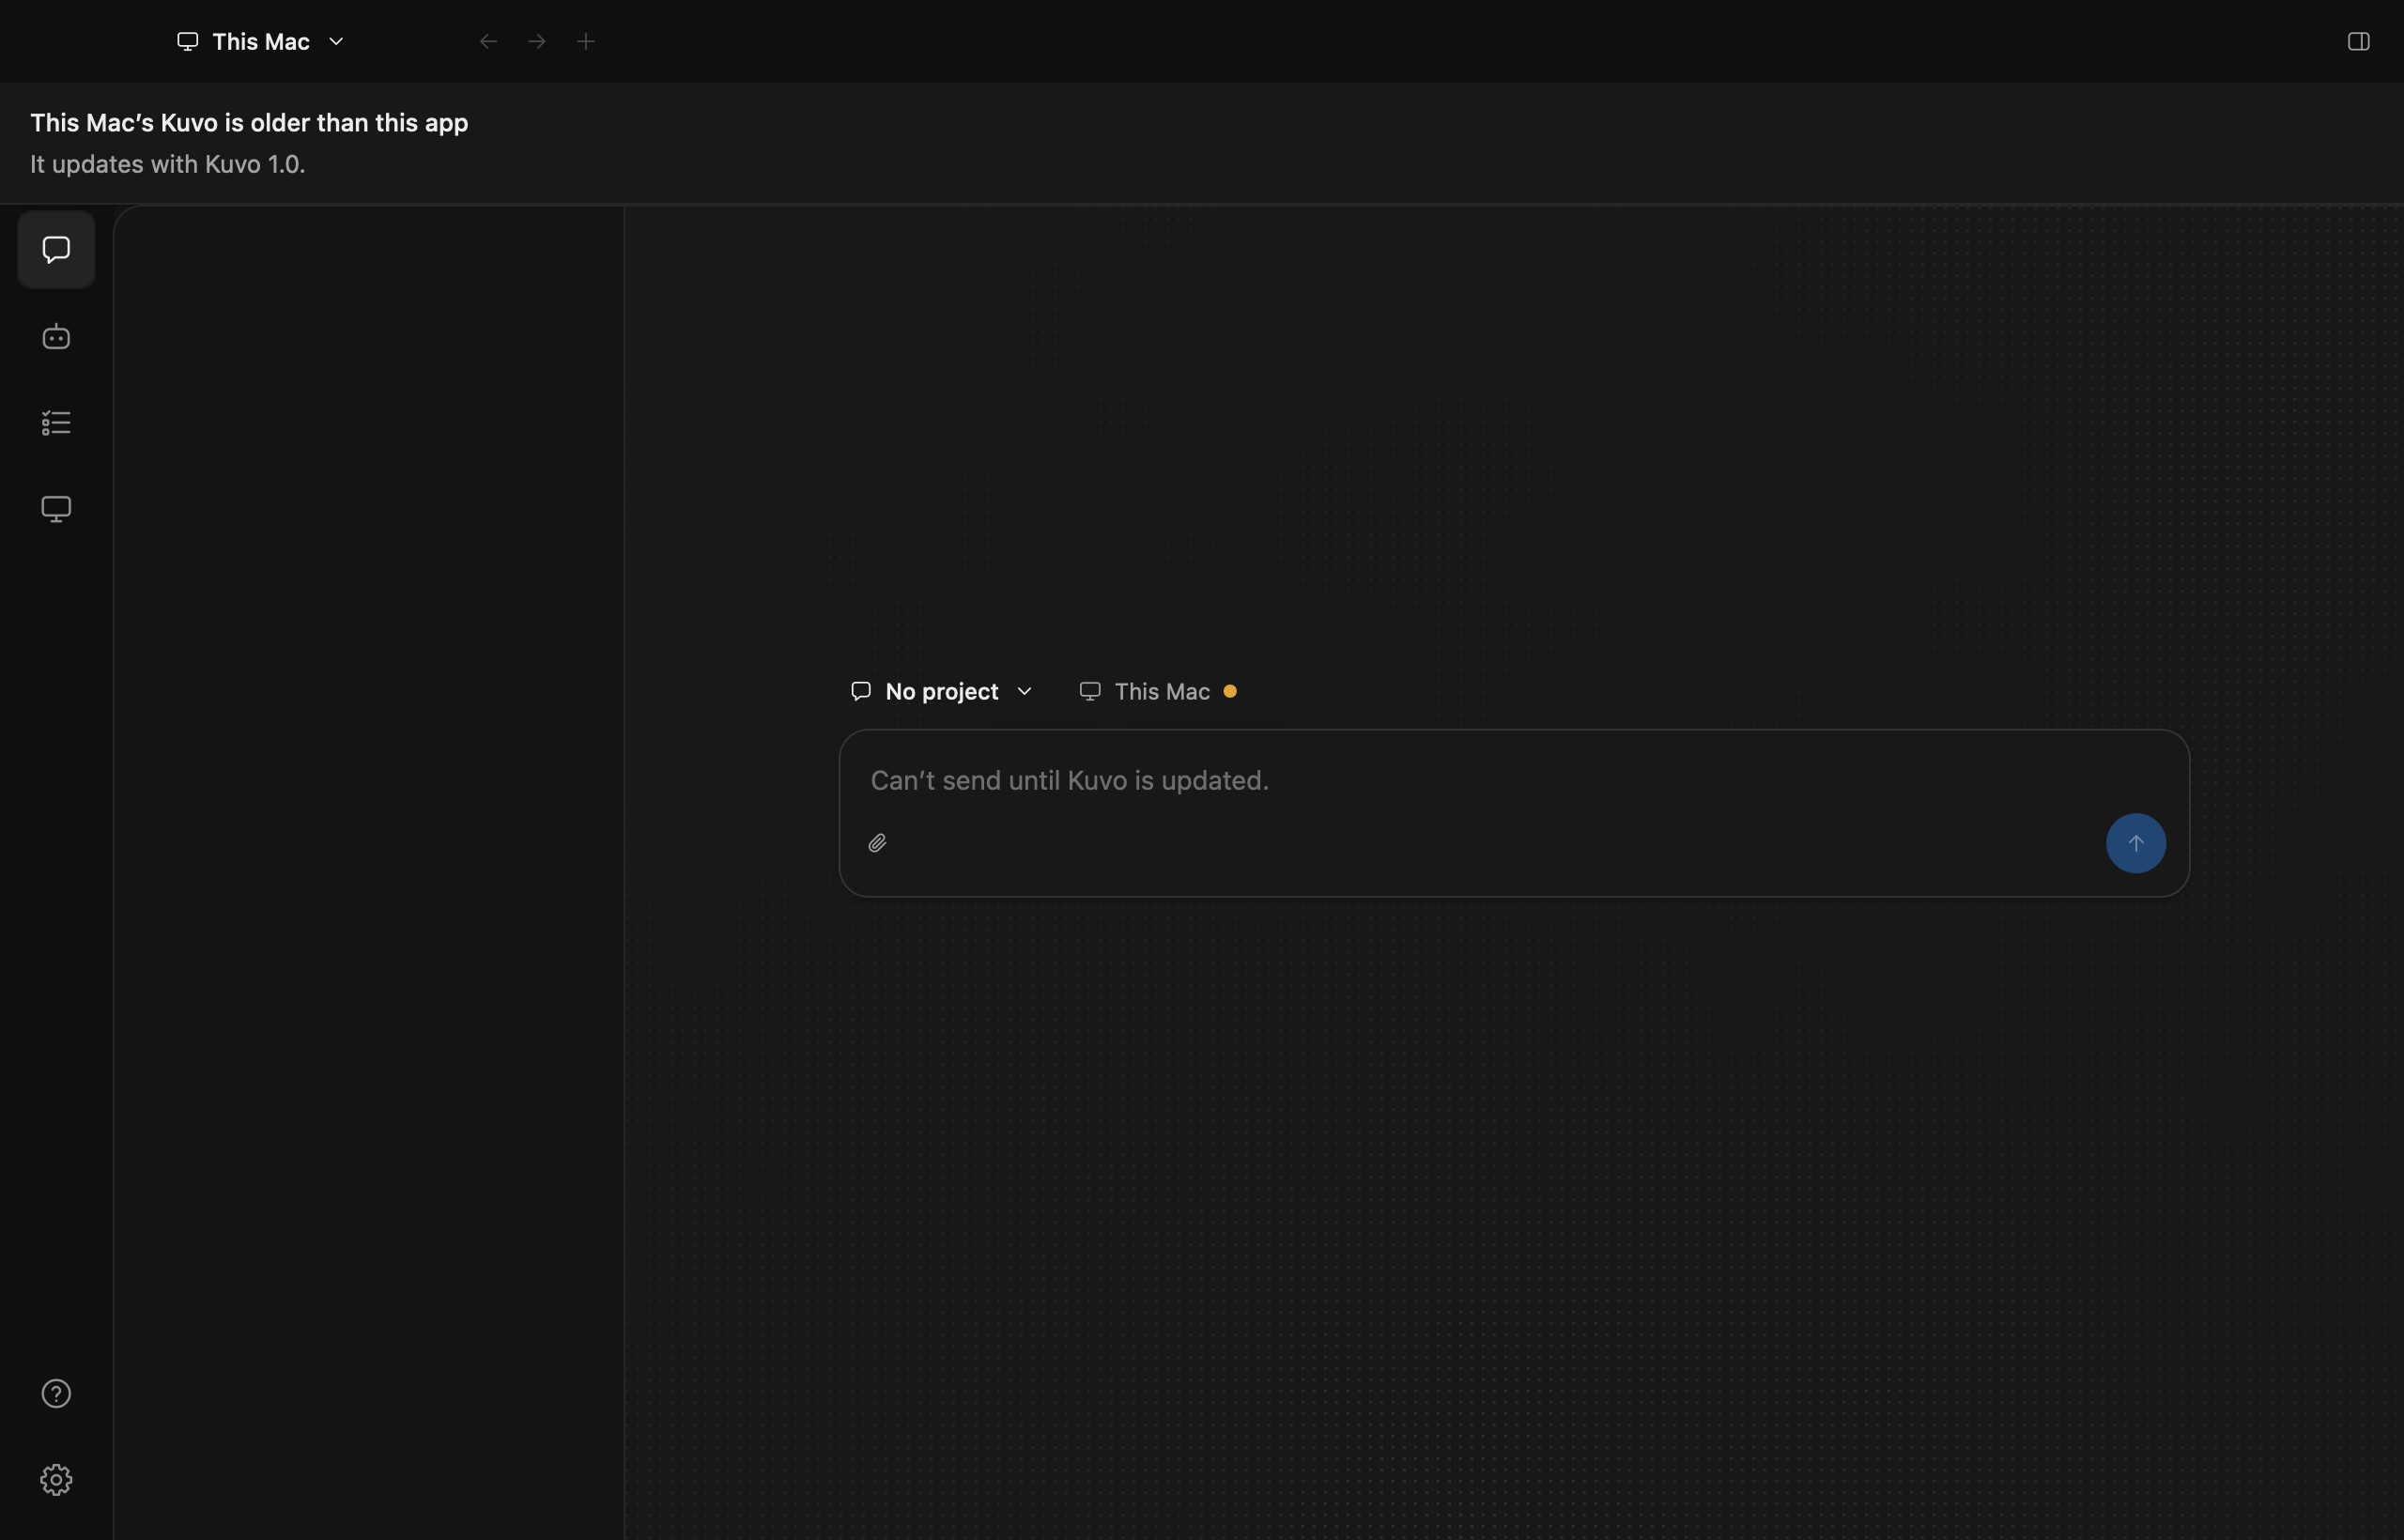 This Mac
This Mac’s Kuvo is older than this app
It updates with Kuvo 1.0.
No project
This Mac
Can’t send until Kuvo is updated.